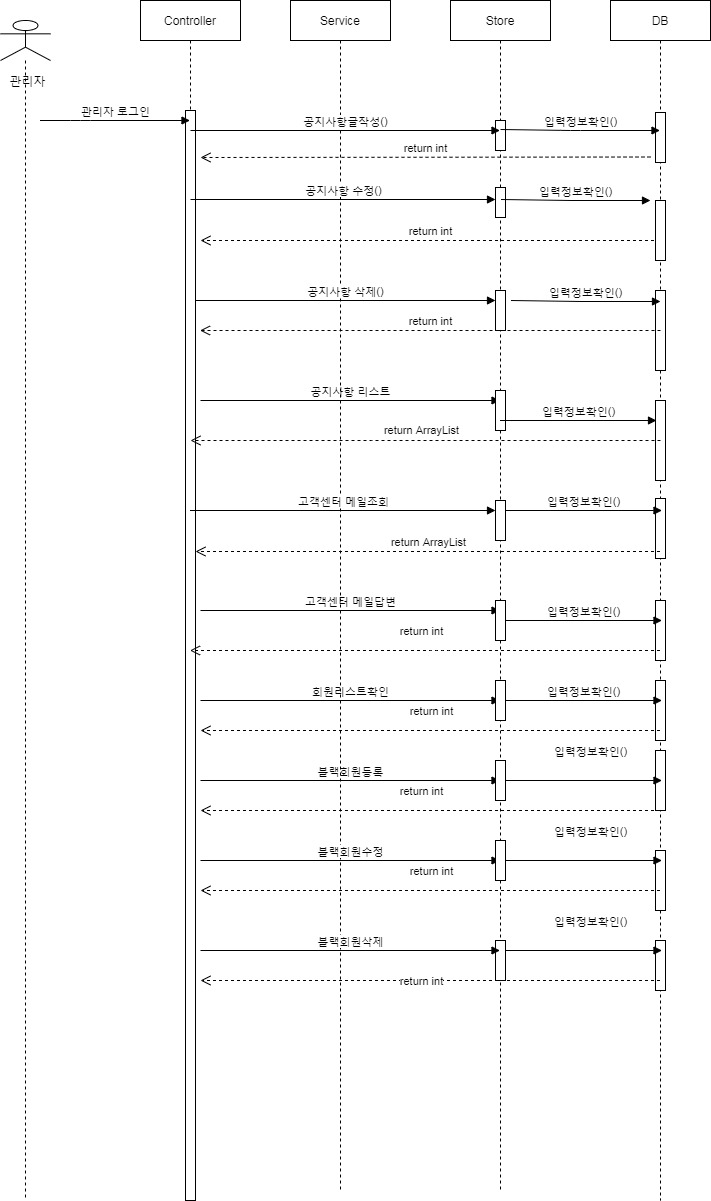 Controller
Service
Store
DB
관리자
관리자 로그인
공지사항글작성()
입력정보확인()
return int
공지사항 수정()
입력정보확인()
return int
공지사항 삭제()
입력정보확인()
return int
공지사항 리스트
입력정보확인()
return ArrayList
고객센터 메일조회
입력정보확인()
return ArrayList
고객센터 메일답변
입력정보확인()
return int
회원리스트확인
입력정보확인()
return int
입력정보확인()
블랙회원등록
return int
입력정보확인()
블랙회원수정
return int
입력정보확인()
블랙회원삭제
return int